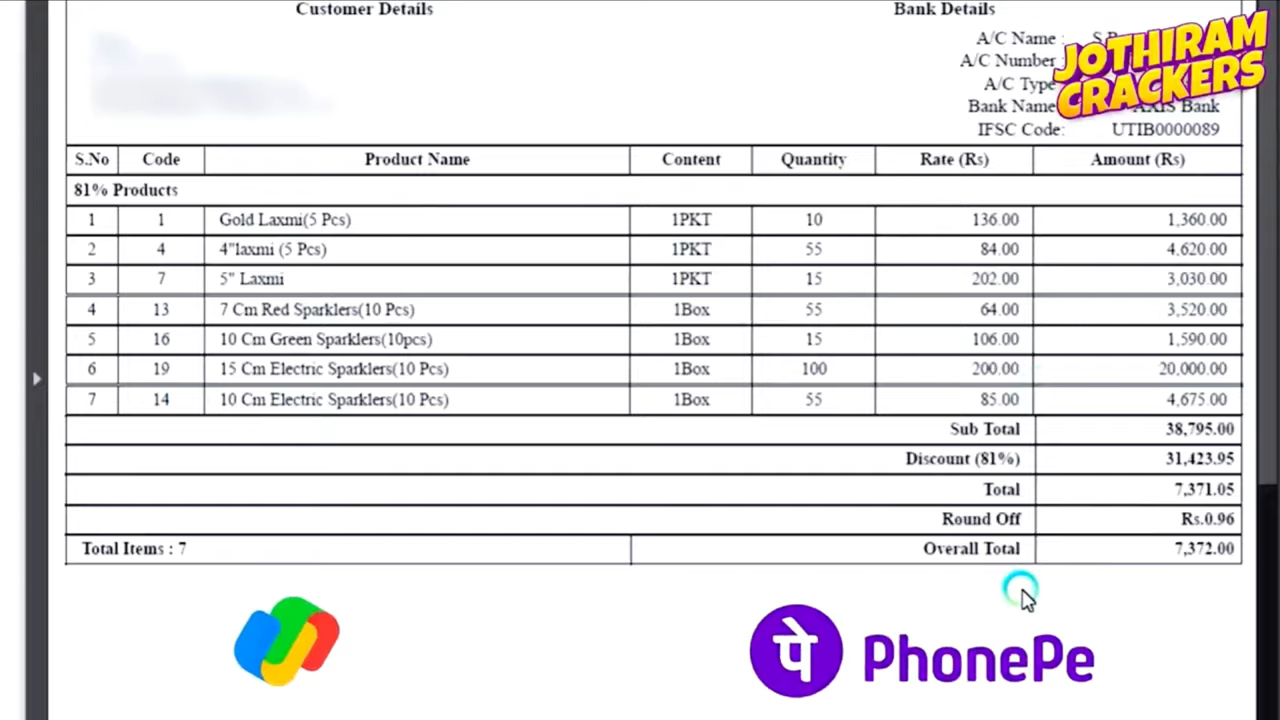 Customer Details
Bank Details
JOTHIRAM
CRACKERS
A/C Name :
A/C Number
A/C Type
Bank Name AXIS Bank
IFSC Code: UTIB0000089
S.No Code Product Name Content Quantity Rate (Rs) Amount (Rs)
81% Products
1 1 Gold Laxmi(5 Pcs) 1PKT 10 136.00 1,360.00
2 4 4"laxmi (5 Pcs) 1PKT 55 84.00 4,620.00
3 7 5" Laxmi 1PKT 15 202.00 3,030.00
4 13 7 Cm Red Sparklers(10 Pcs) 1Box 55 64.00 3,520.00
5 16 10 Cm Green Sparklers(10pcs) 1Box 15 106.00 1,590.00
6 19 15 Cm Electric Sparklers(10 Pcs) 1Box 100 200.00 20,000.00
7 14 10 Cm Electric Sparklers(10 Pcs) 1Box 55 85.00 4,675.00
Sub Total 38,795.00
Discount (81%) 31,423.95
Total 7,371.05
Round Off Rs.0.96
Total Items : 7 Overall Total 7,372.00
पे PhonePe